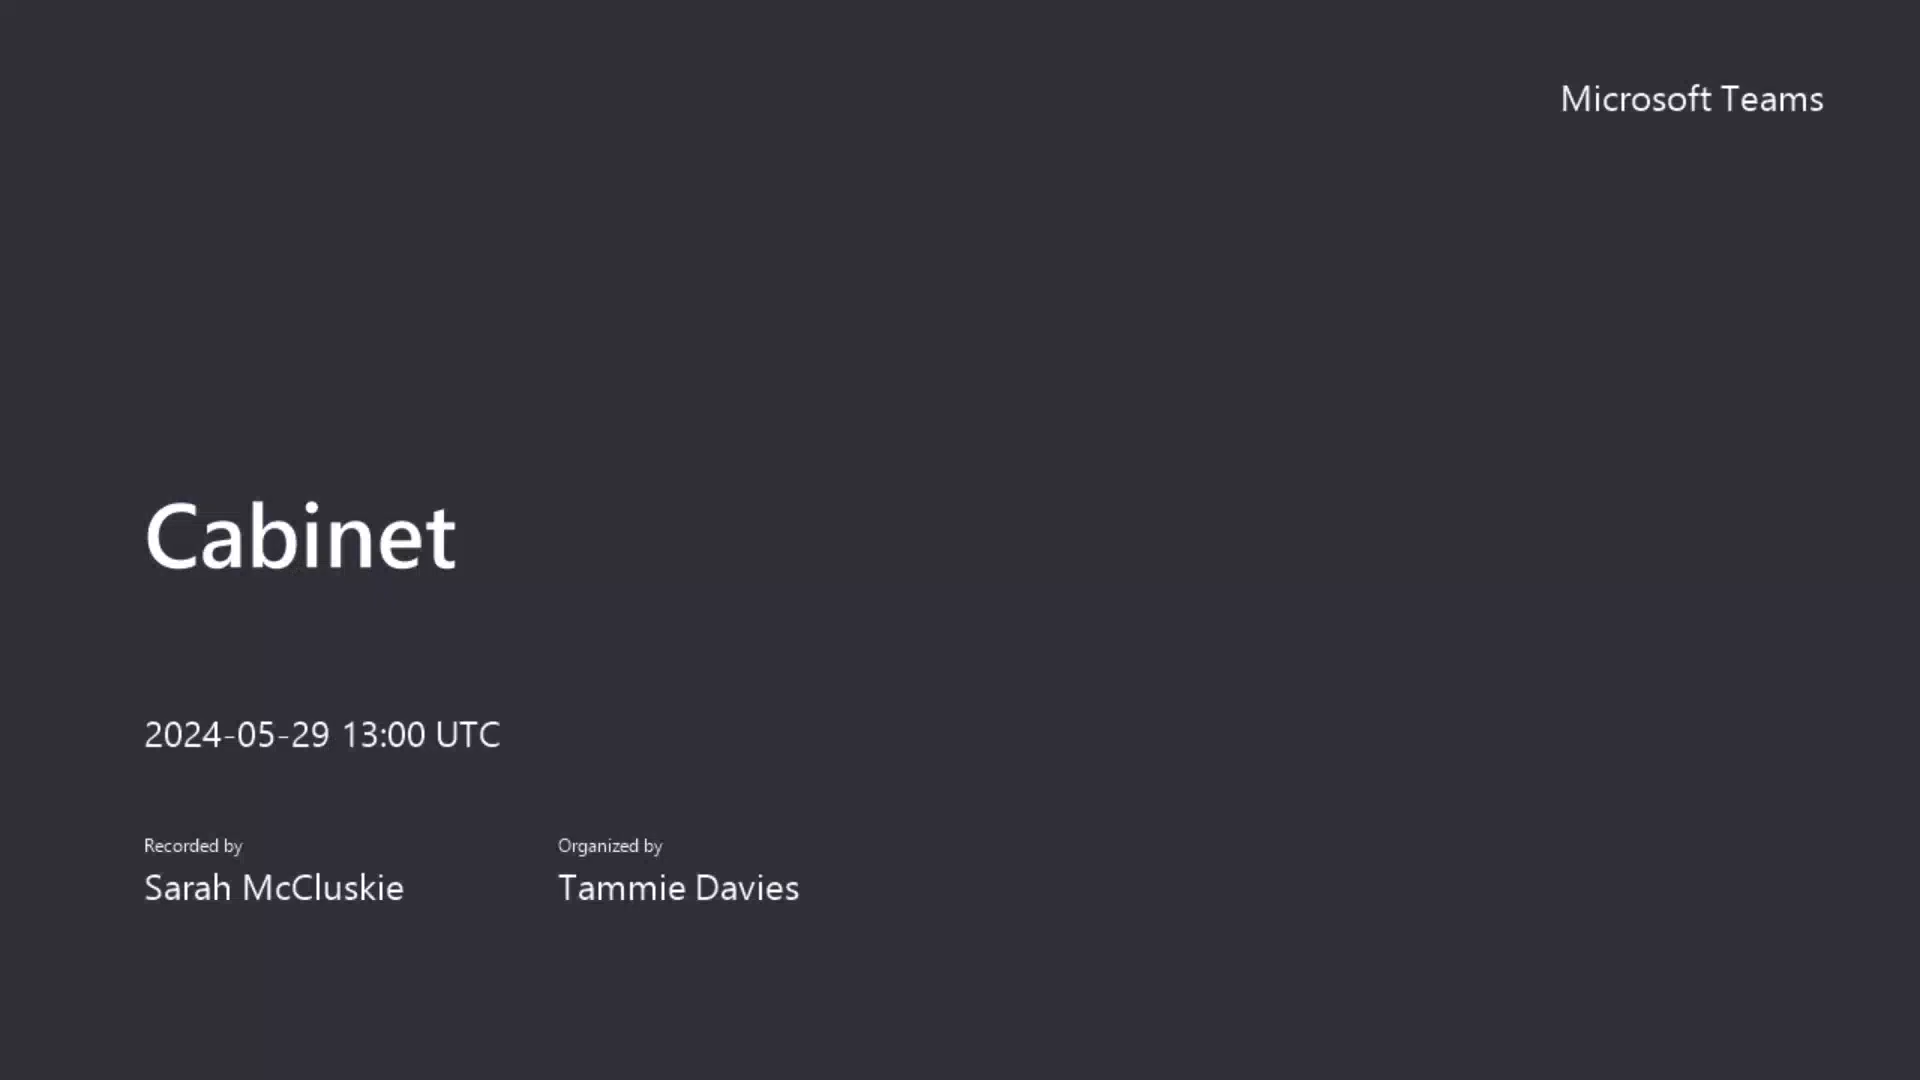 Microsoft Teams
Cabinet
2024-05-29 13:00 UTC
Recorded by
Sarah McCluskie
Organized by
Tammie Davies